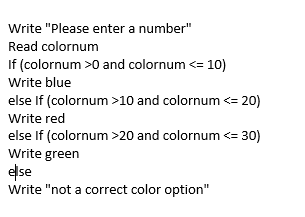 Write "Please enter a number"
Read colornum
If (colornum >0 and colornum <= 10)
Write blue
else If (colornum >10 and colornum <= 20)
Write red
else If (colornum >20 and colornum <= 30)
Write green
else
Write "not a correct color option"